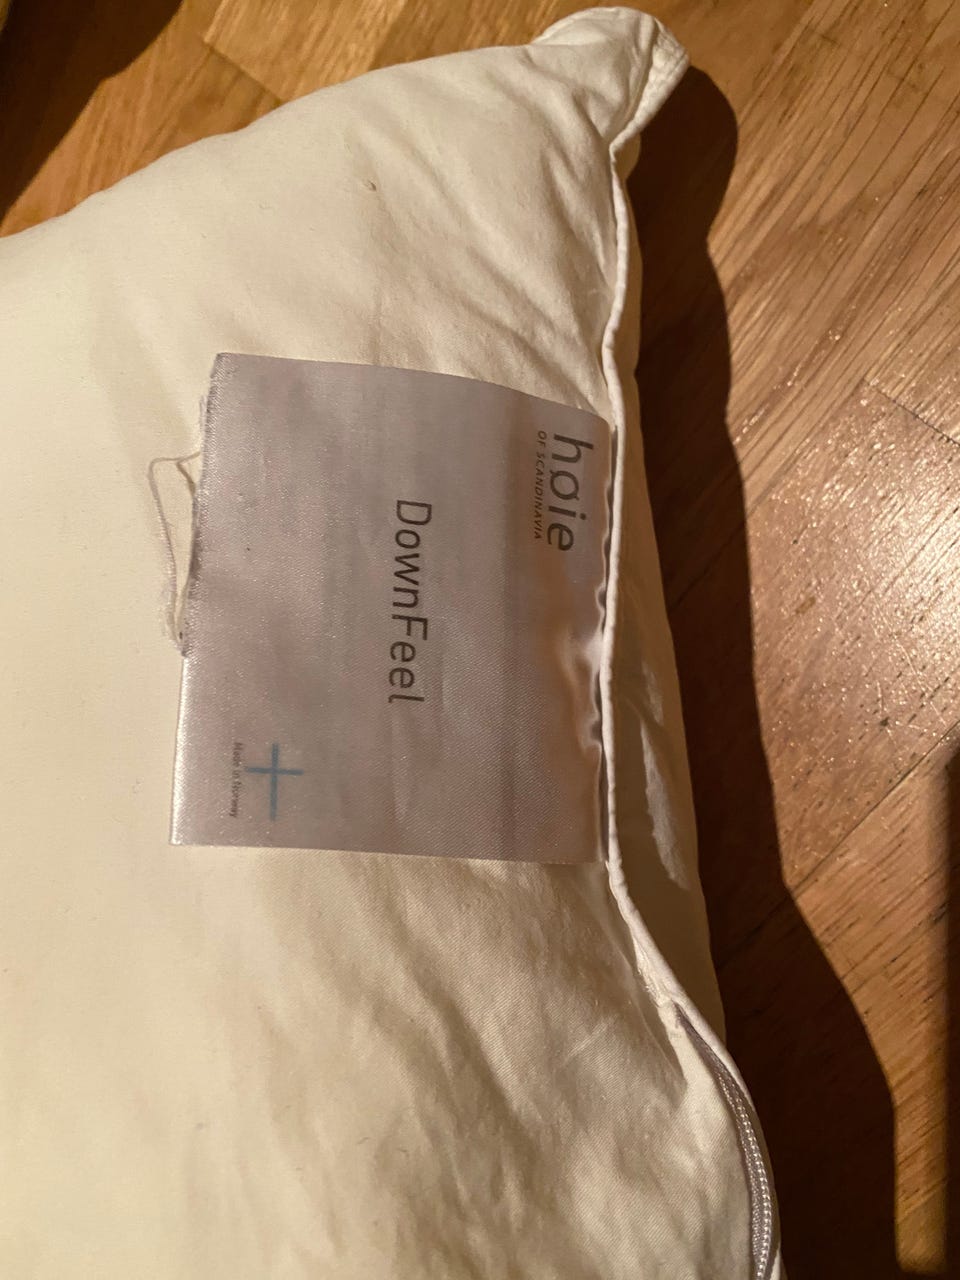 høie
OF SCANDINAVIA
DownFeel
Made in Norway